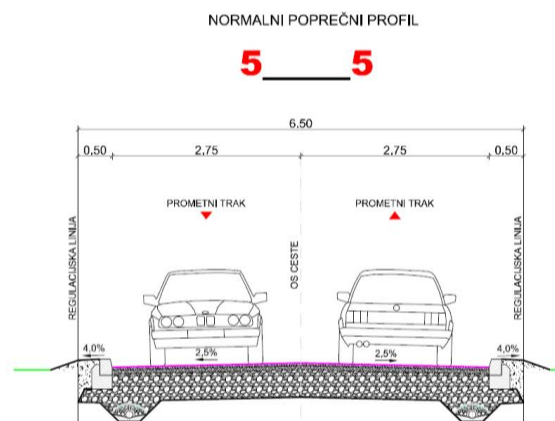 NORMALNI POPREČNI PROFIL
5 5
6.50
0,50 2,75 2,75 0,50
PROMETNI TRAK PROMETNI TRAK
REGULACIJSKA LINIJA
OS CESTE
REGULACIJSKA LINIJA
4,0% 2,5% 2,5% 4,0%